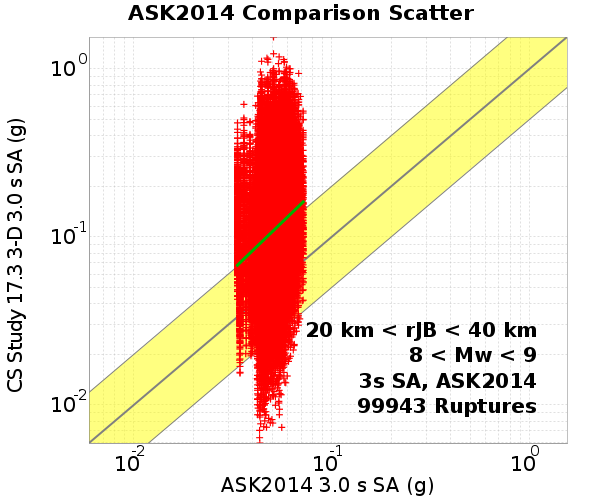 ASK2014 Comparison Scatter
CS Study 17.3 3-D 3.0 s SA (g)
10^0
10^-1
10^-2
20 km < rJB < 40 km
8 < Mw < 9
3s SA, ASK2014
99943 Ruptures
10^-2 10^-1 10^0
ASK2014 3.0 s SA (g)